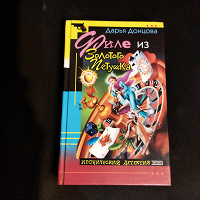 Дарья Донцова
Филе из
Золотого
Петушка
ИРОНИЧЕСКИЙ ДЕТЕКТИВ